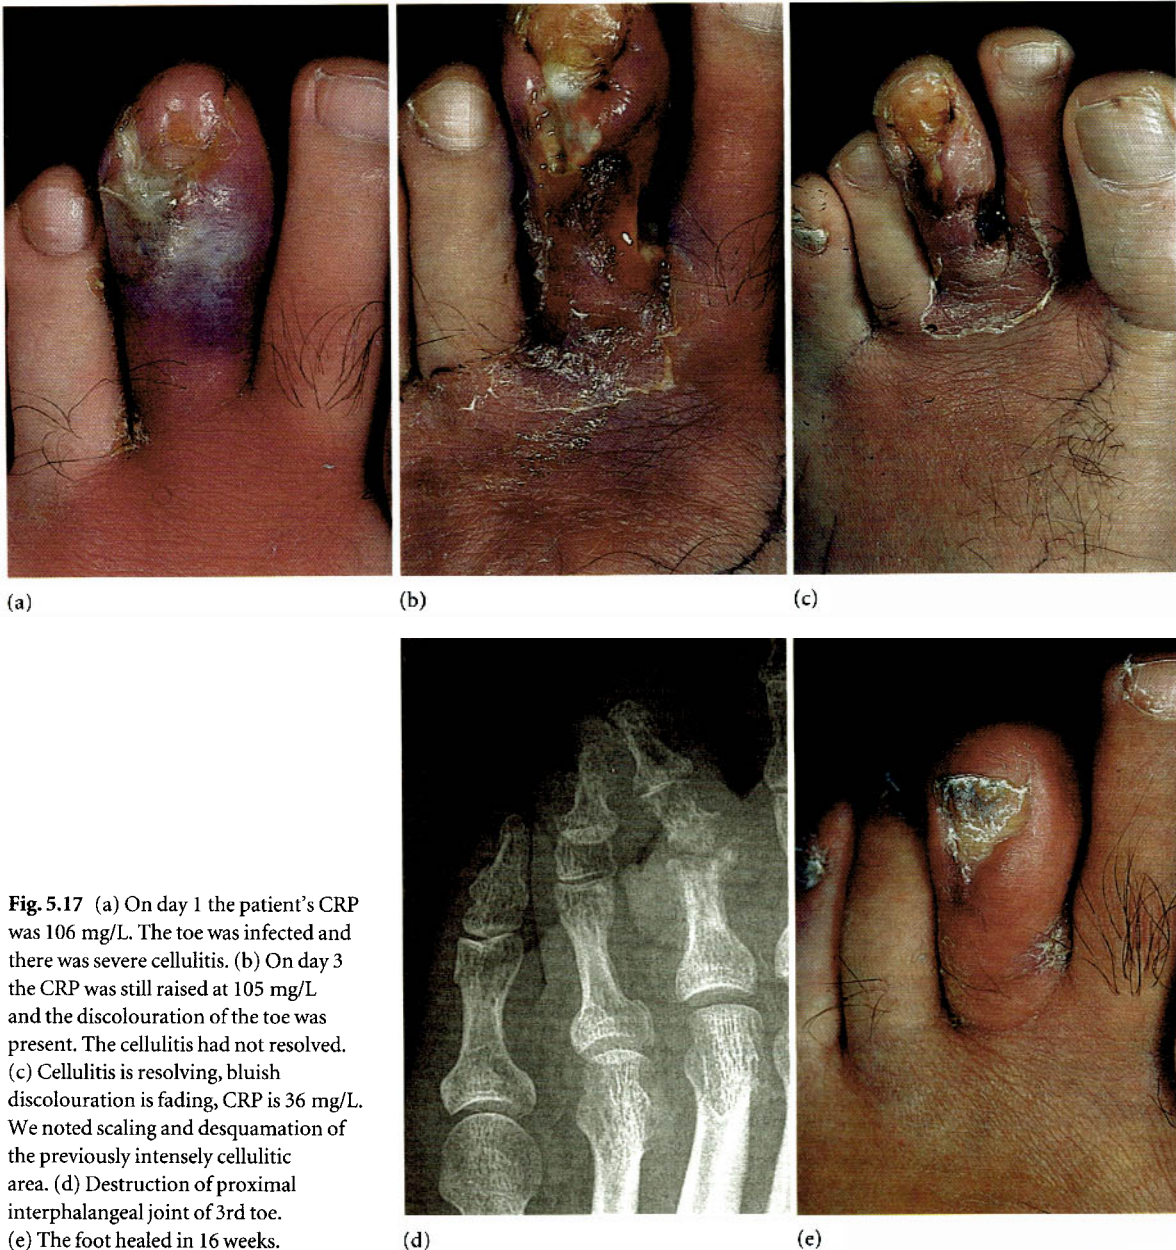 (a)
(b)
(c)
Fig. 5.17 (a) On day 1 the patient's CRP
was 106 mg/L. The toe was infected and
there was severe cellulitis. (b) On day 3
the CRP was still raised at 105 mg/L
and the discolouration of the toe was
present. The cellulitis had not resolved.
(c) Cellulitis is resolving, bluish
discolouration is fading, CRP is 36 mg/L.
We noted scaling and desquamation of
the previously intensely cellulitic
area. (d) Destruction of proximal
interphalangeal joint of 3rd toe.
(e) The foot healed in 16 weeks.
(d)
(e)